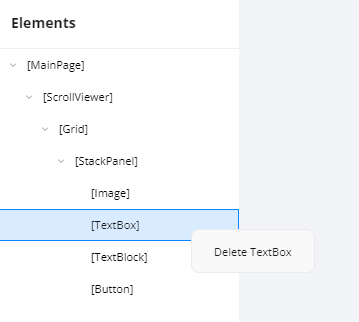 Elements
[MainPage]
[ScrollViewer]
[Grid]
[StackPanel]
[Image]
[TextBox]
Delete TextBox
[TextBlock]
[Button]